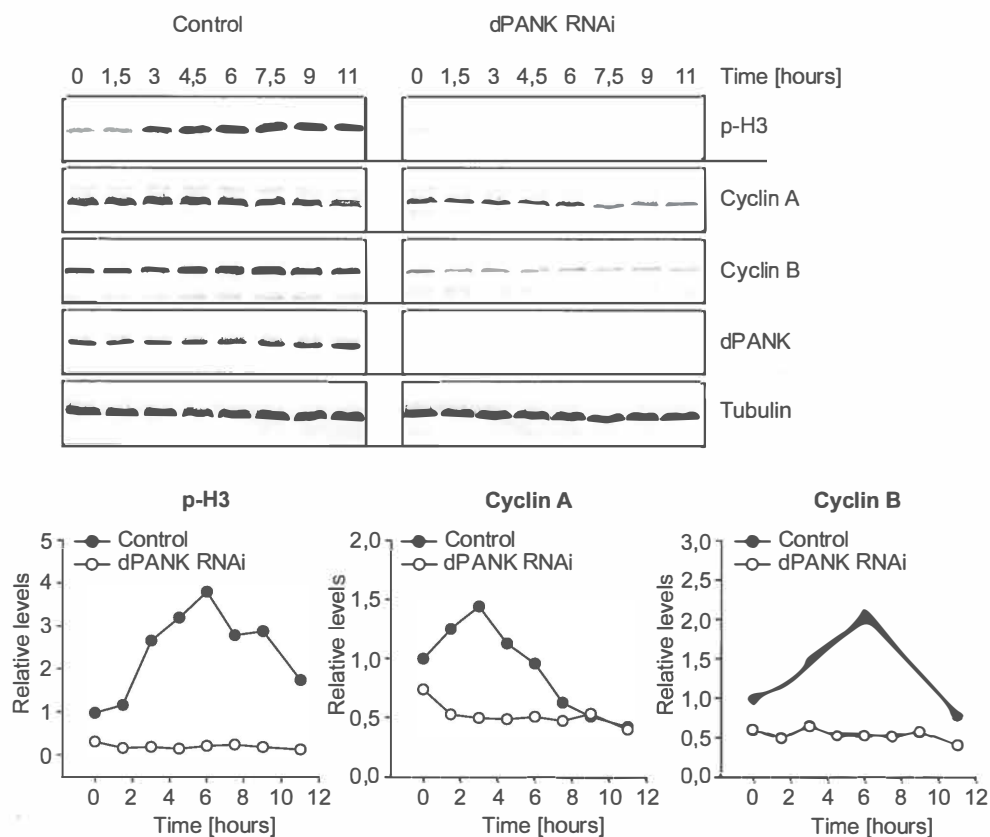 Control dPANK RNAi
0 1,5 3 4,5 6 7,5 9 11 0 1,5 3 4,5 6 7,5 9 11 Time [hours]
p-H3
Cyclin A
Cyclin B
dPANK
Tubulin
p-H3
Control
dPANK RNAi
Relative levels
5
4
3
2
1
0
0 2 4 6 8 10 12
Time [hours]
Cyclin A
Control
dPANK RNAi
Relative levels
2,0
1,5
1,0
0,5
0,0
0 2 4 6 8 10 12
Time [hours]
Cyclin B
Control
dPANK RNAi
Relative levels
3,0
2,5
2,0
1,5
1,0
0,5
0,0
0 2 4 6 8 10 12
Time [hours]